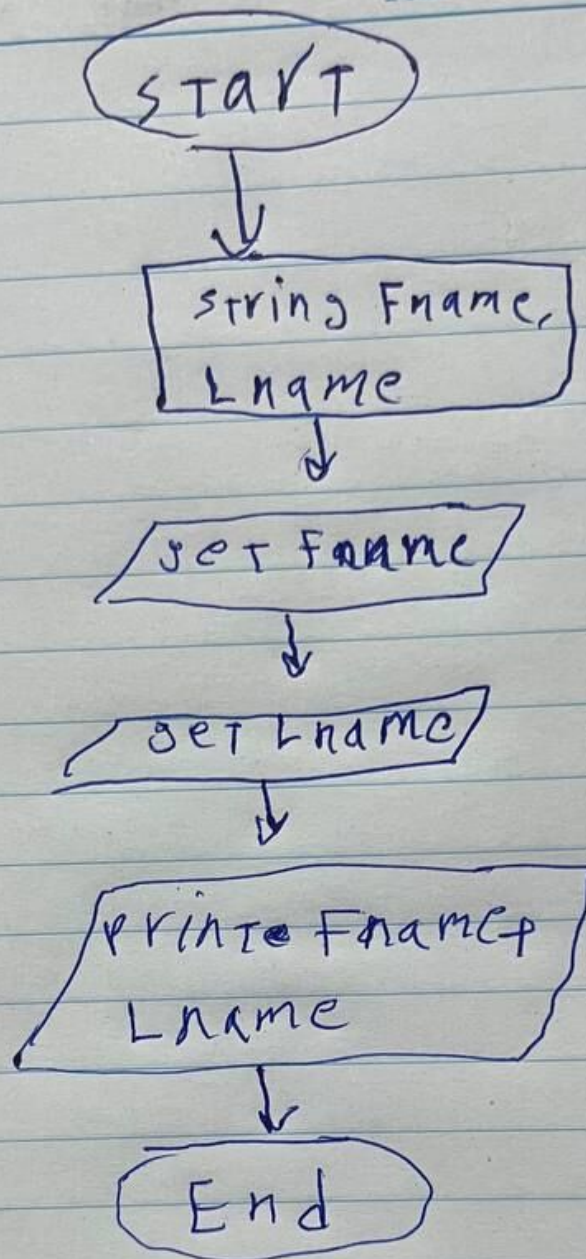 START
string Fname,
Lname
get Fname
get Lname
print Fname+
Lname
End